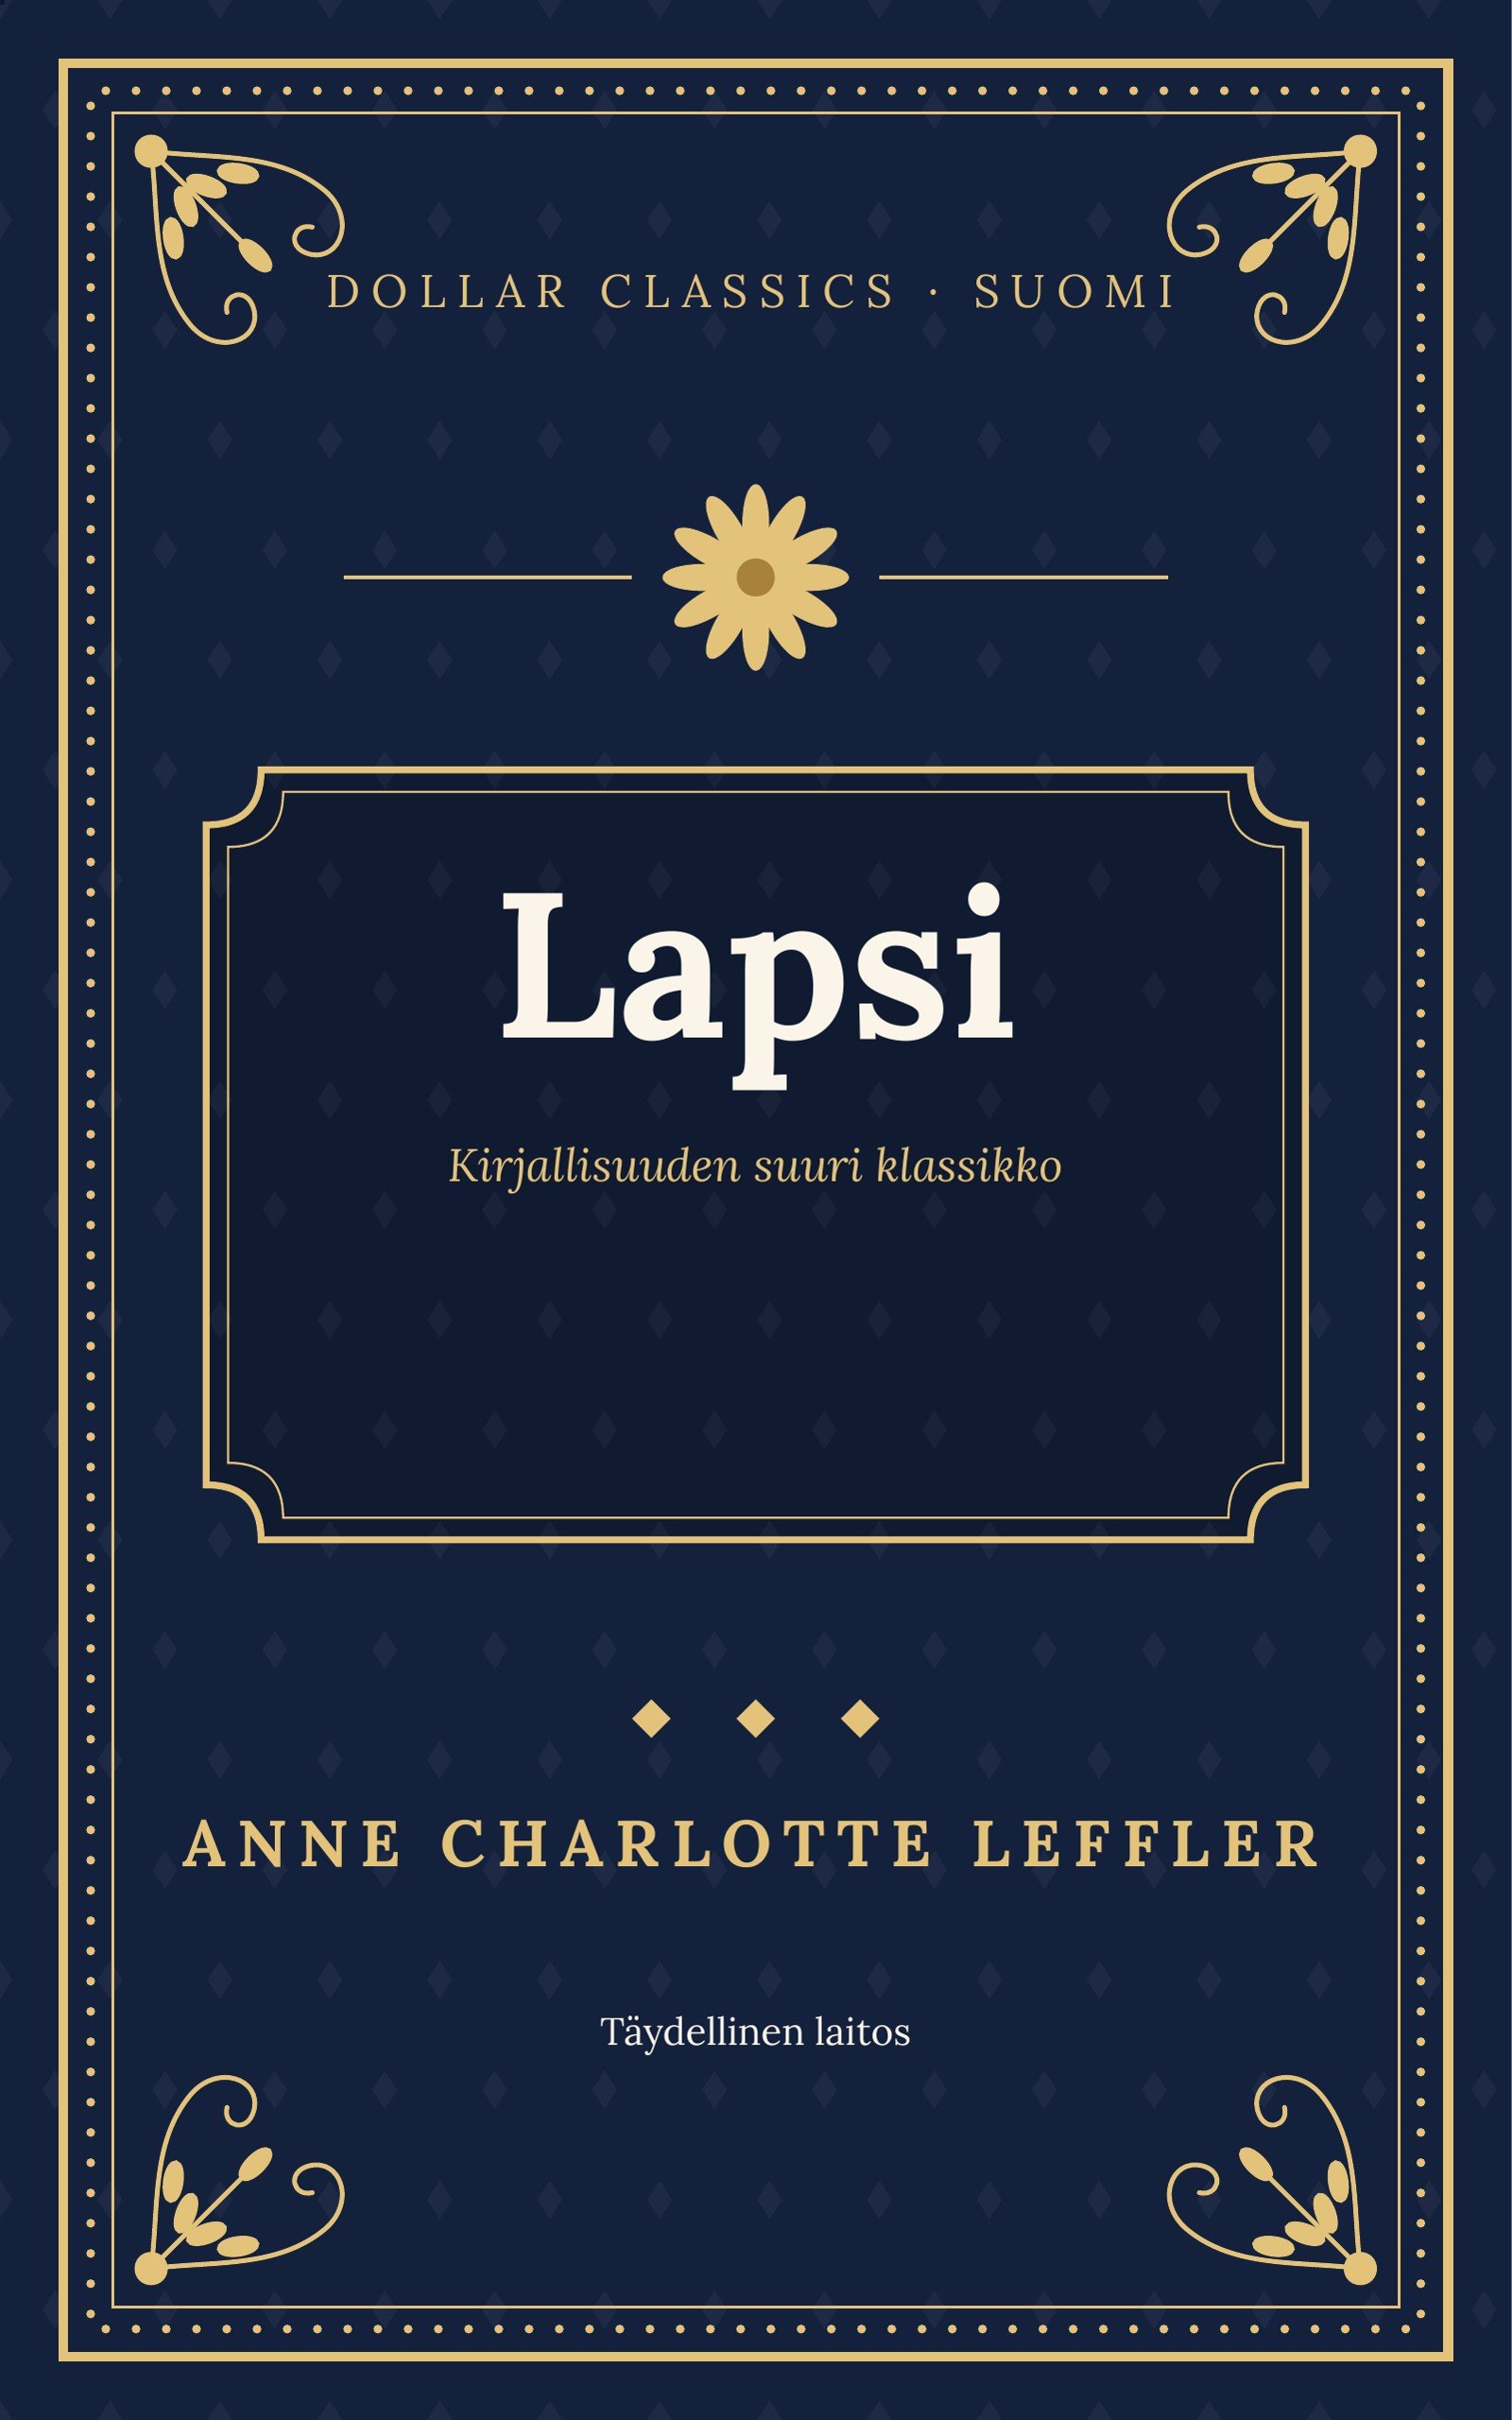 DOLLAR CLASSICS · SUOMI
Lapsi
Kirjallisuuden suuri klassikko
ANNE CHARLOTTE LEFFLER
Täydellinen laitos